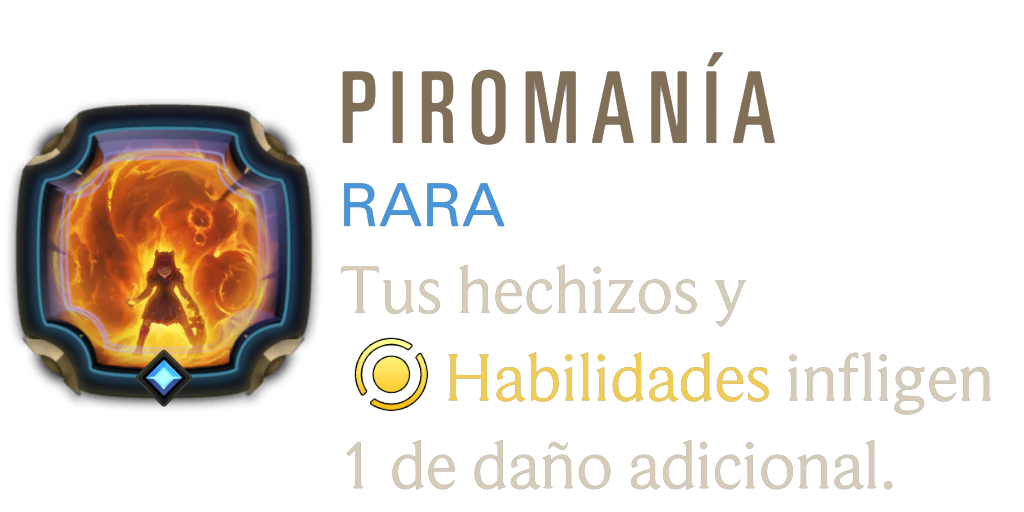 PIROMANÍA
RARA
Tus hechizos y
Habilidades infligen
1 de daño adicional.